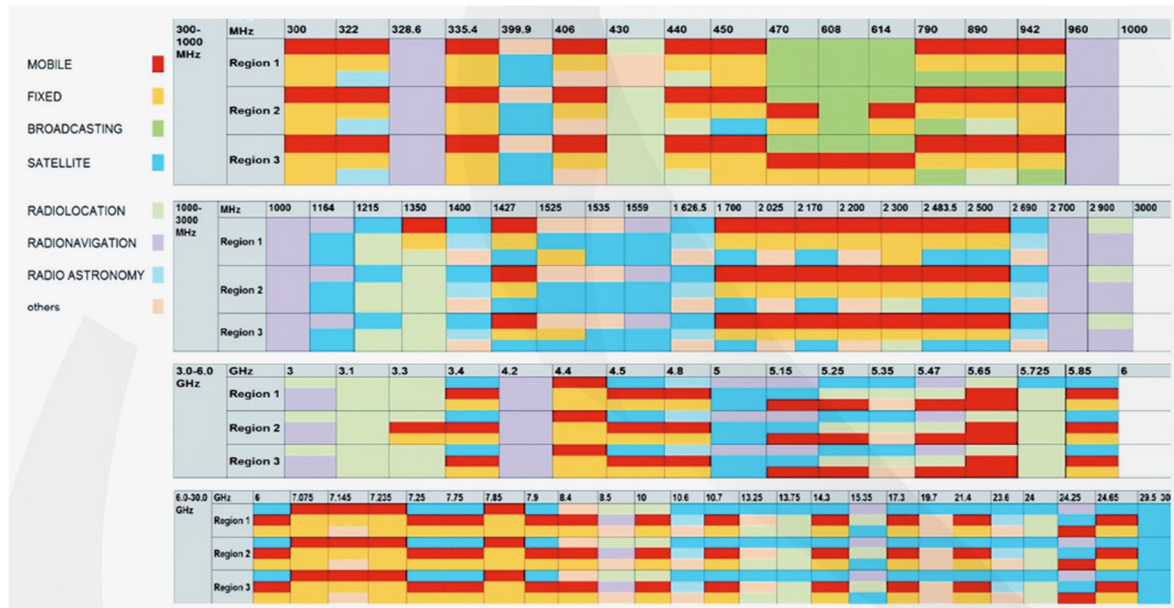 MOBILE
FIXED
BROADCASTING
SATELLITE
RADIOLOCATION
RADIONAVIGATION
RADIO ASTRONOMY
others
300-1000 MHz MHz 300 322 328.6 335.4 399.9 406 430 440 450 470 608 614 790 890 942 960 1000
Region 1
Region 2
Region 3
1000-3000 MHz MHz 1000 1164 1215 1350 1400 1427 1525 1535 1559 1 626.5 1 700 2 025 2 170 2 200 2 300 2 483.5 2 500 2 690 2 700 2 900 3000
Region 1
Region 2
Region 3
3.0-6.0 GHz GHz 3 3.1 3.3 3.4 4.2 4.4 4.5 4.8 5 5.15 5.25 5.35 5.47 5.65 5.725 5.85 6
Region 1
Region 2
Region 3
6.0-30.0 GHz GHz 6 7.075 7.145 7.235 7.25 7.75 7.85 7.9 8.4 8.5 10 10.6 10.7 13.25 13.75 14.3 15.35 17.3 19.7 21.4 23.6 24 24.25 24.65 29.5 30
Region 1
Region 2
Region 3